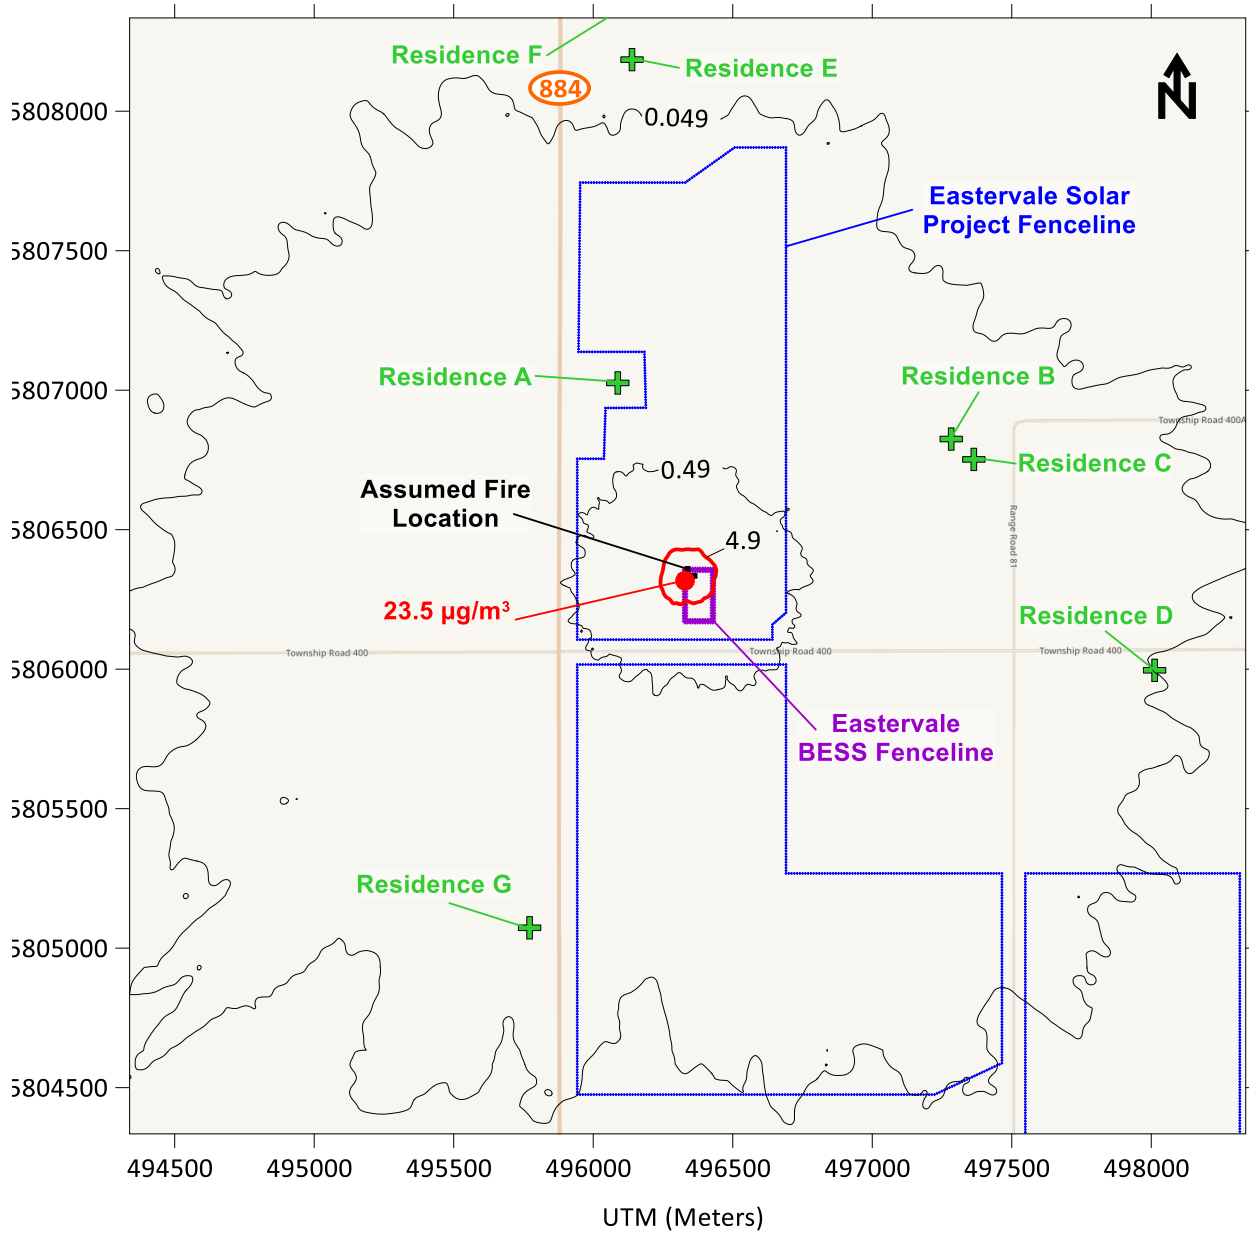 Residence F
Residence E
884
N
5808000
0.049
Eastervale Solar
Project Fenceline
5807500
5807000
Residence A
Residence B
Township Road 400A
Residence C
0.49
Assumed Fire
Location
5806500
Range Road 81
4.9
23.5 µg/m³
Residence D
5806000
Township Road 400
Township Road 400
Township Road 400
Eastervale
BESS Fenceline
5805500
Residence G
5805000
5804500
494500
495000
495500
496000
496500
497000
497500
498000
UTM (Meters)